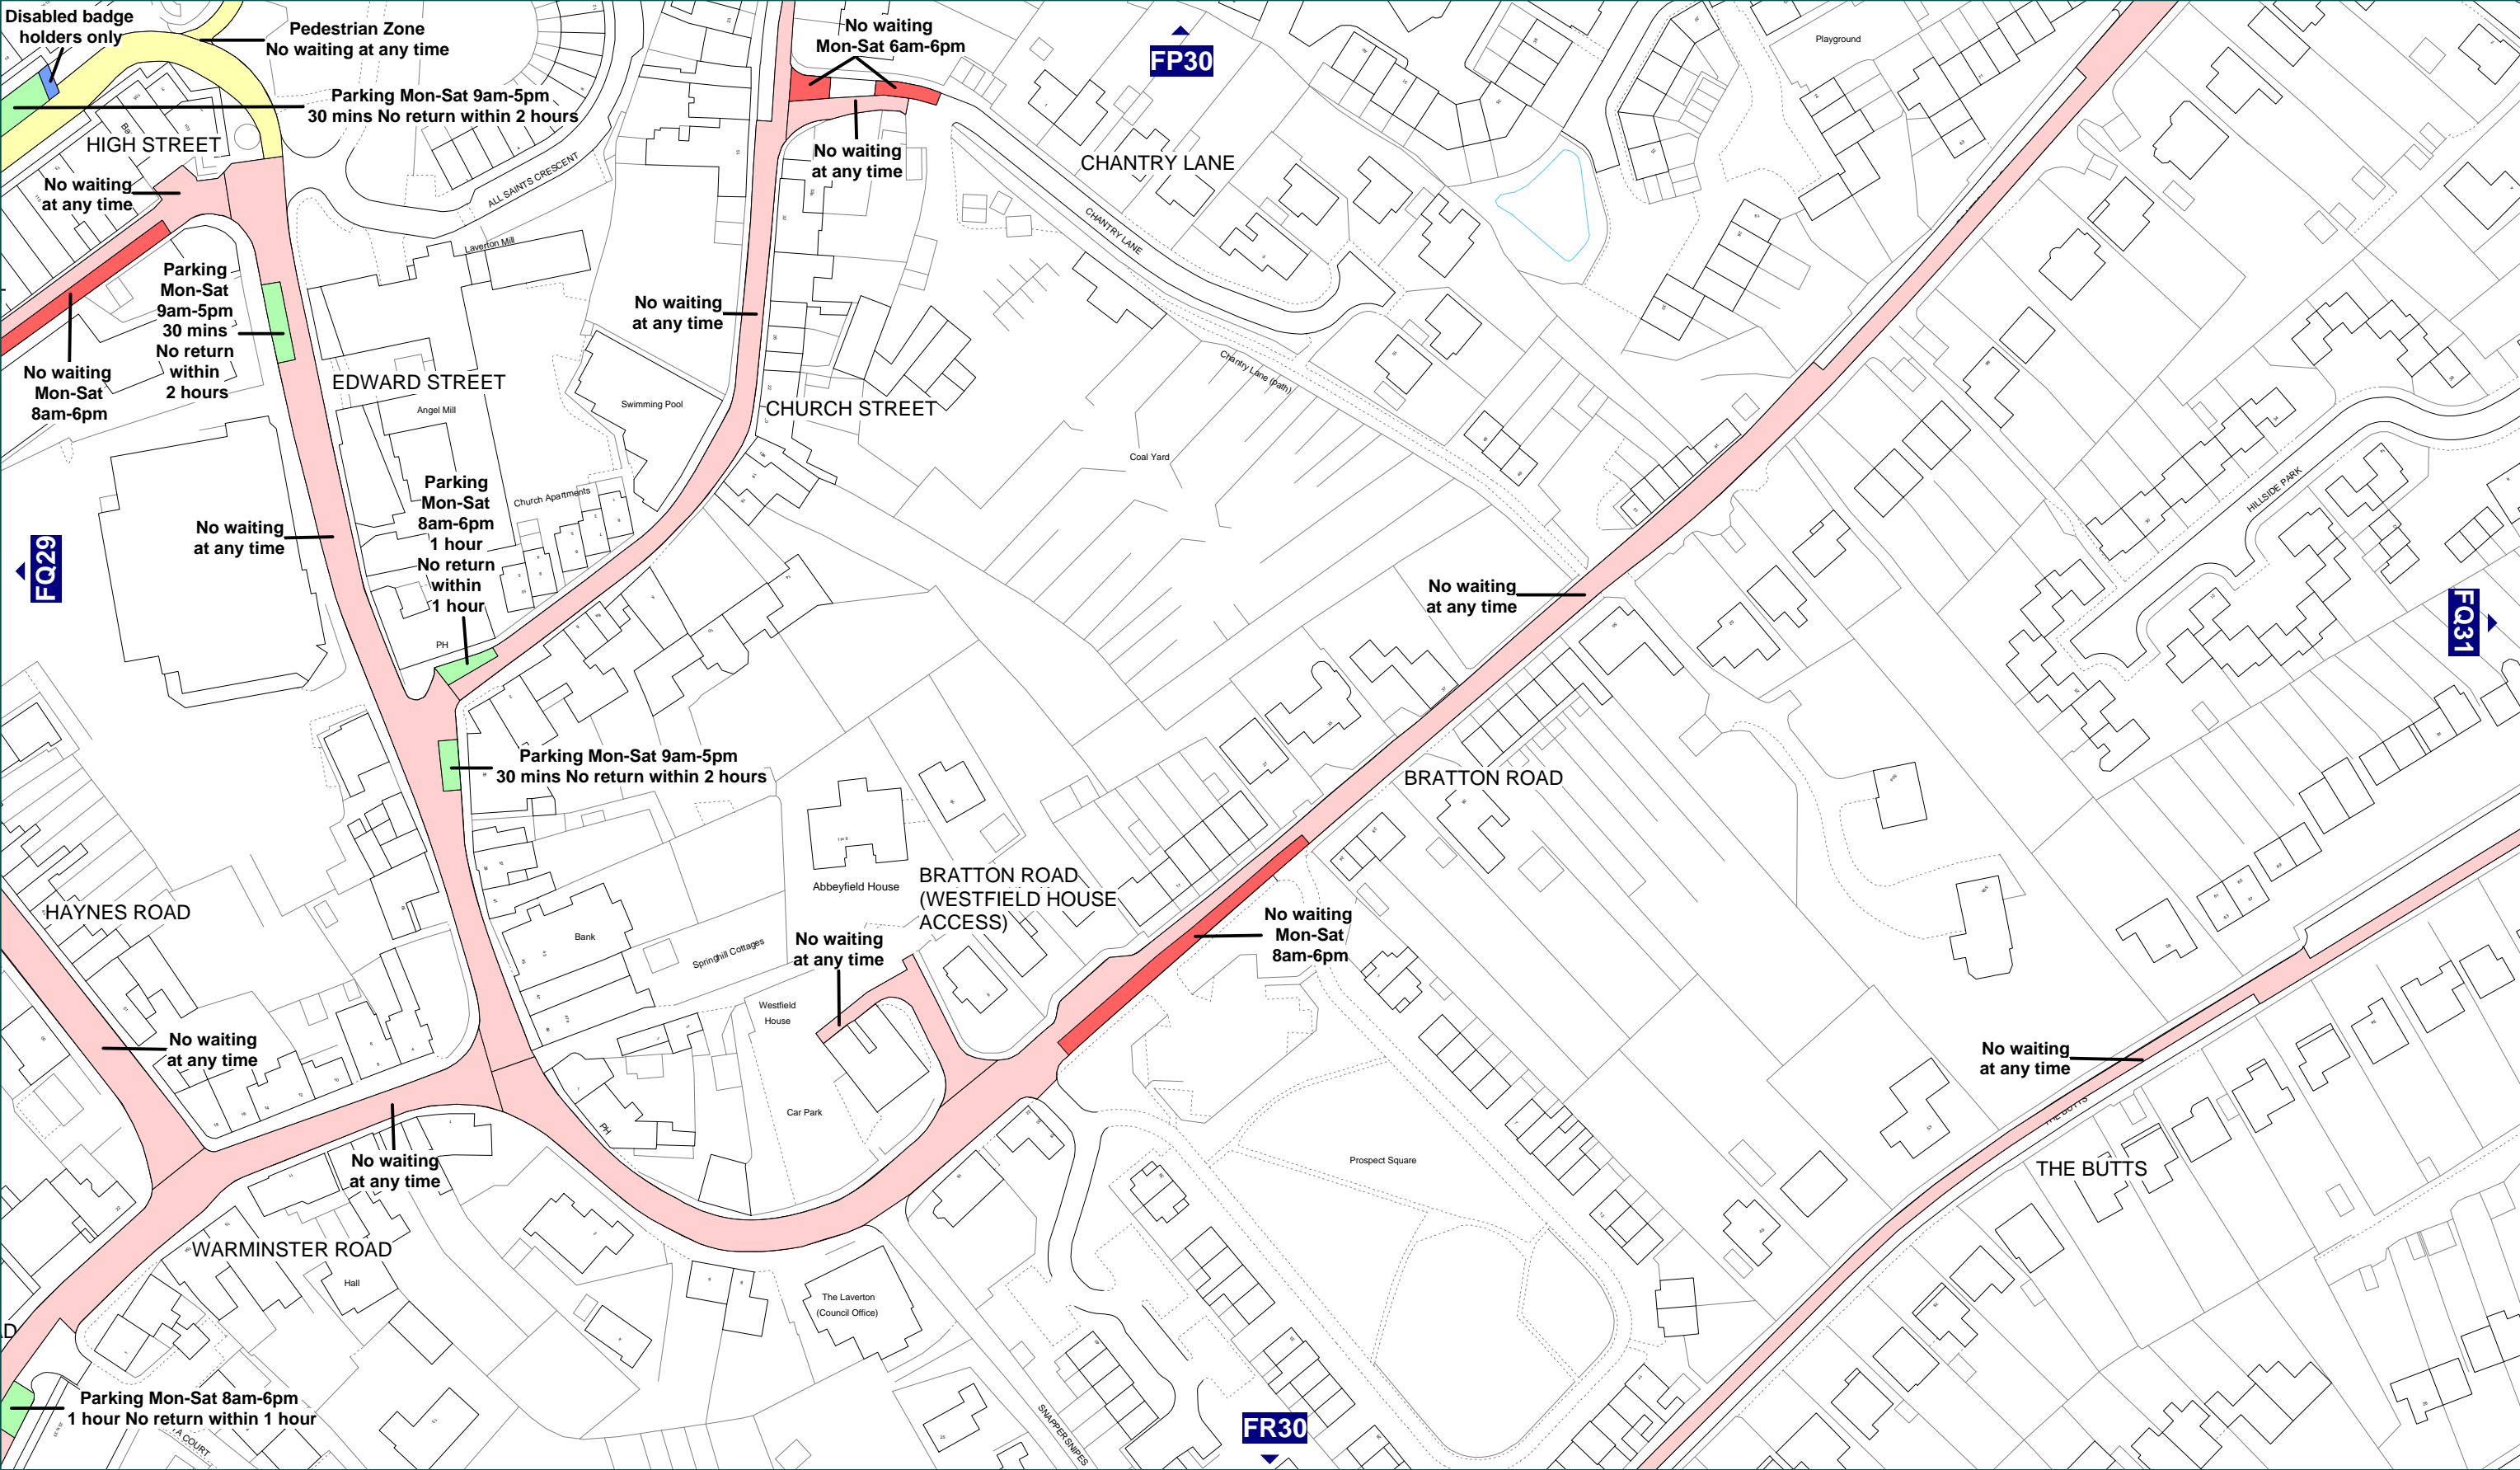 Disabled badge
holders only
Pedestrian Zone
No waiting at any time
No waiting
Mon-Sat 6am-6pm
FP30
Playground
Parking Mon-Sat 9am-5pm
30 mins No return within 2 hours
HIGH STREET
No waiting
at any time
ALL SAINTS CRESCENT
No waiting
at any time
CHANTRY LANE
CHANTRY LANE
Laverton Mill
Parking
Mon-Sat
9am-5pm
30 mins
No return
within
2 hours
No waiting
at any time
No waiting
Mon-Sat
8am-6pm
EDWARD STREET
Angel Mill
Swimming Pool
CHURCH STREET
Chantry Lane (path)
Coal Yard
Parking
Mon-Sat
8am-6pm
1 hour
No return
within
1 hour
Church Apartments
HILLSIDE PARK
No waiting
at any time
FQ29
No waiting
at any time
FQ31
PH
Parking Mon-Sat 9am-5pm
30 mins No return within 2 hours
BRATTON ROAD
Abbeyfield House
BRATTON ROAD
(WESTFIELD HOUSE
ACCESS)
HAYNES ROAD
Bank
Springhill Cottages
No waiting
at any time
No waiting
Mon-Sat
8am-6pm
Westfield
House
No waiting
at any time
No waiting
at any time
Car Park
PH
THE BUTTS
No waiting
at any time
Prospect Square
THE BUTTS
WARMINSTER ROAD
Hall
The Laverton
(Council Office)
Parking Mon-Sat 8am-6pm
1 hour No return within 1 hour
COURT
SNAPPERSNIPES
FR30